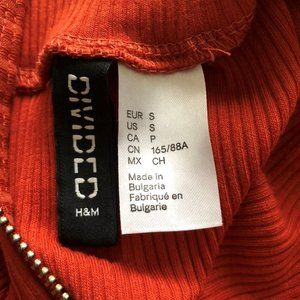 DIVIDED
H&M
EUR S
US S
CA P
CN 165/88A
MX CH
Made in
Bulgaria
Fabriqué en
Bulgarie